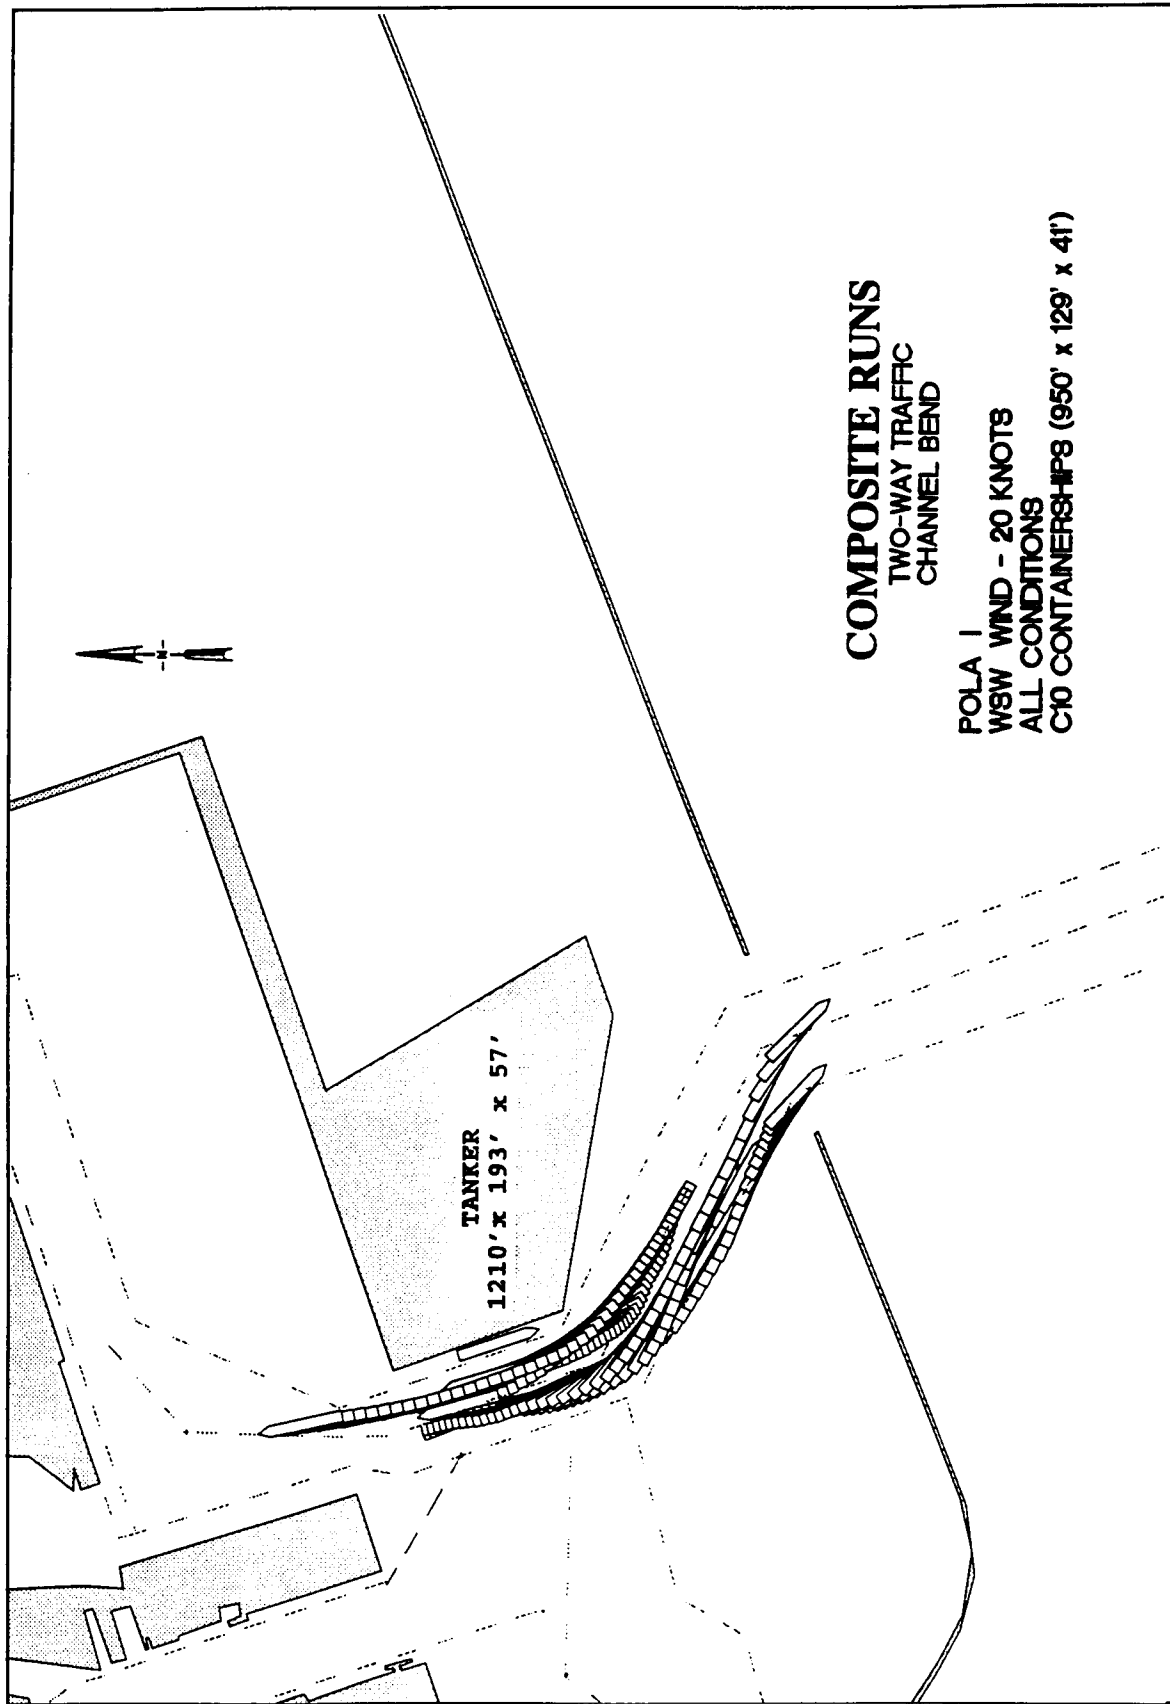 TANKER
1210'x 193' x 57'
N
COMPOSITE RUNS
TWO-WAY TRAFFIC
CHANNEL BEND
POLA I
WSW WIND - 20 KNOTS
ALL CONDITIONS
C10 CONTAINERSHIPS (950' x 129' x 41')